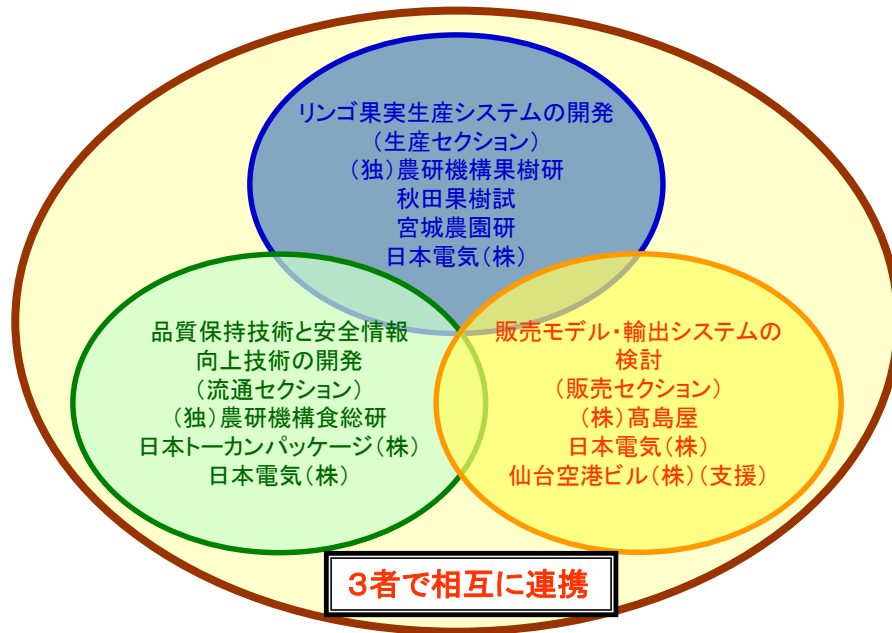 リンゴ果実生産システムの開発
（生産セクション）
（独）農研機構果樹研
秋田果樹試
宮城農園研
日本電気（株）
品質保持技術と安全情報
向上技術の開発
（流通セクション）
（独）農研機構食総研
日本トーカンパッケージ（株）
日本電気（株）
販売モデル・輸出システムの
検討
（販売セクション）
（株）髙島屋
日本電気（株）
仙台空港ビル（株）（支援）
３者で相互に連携